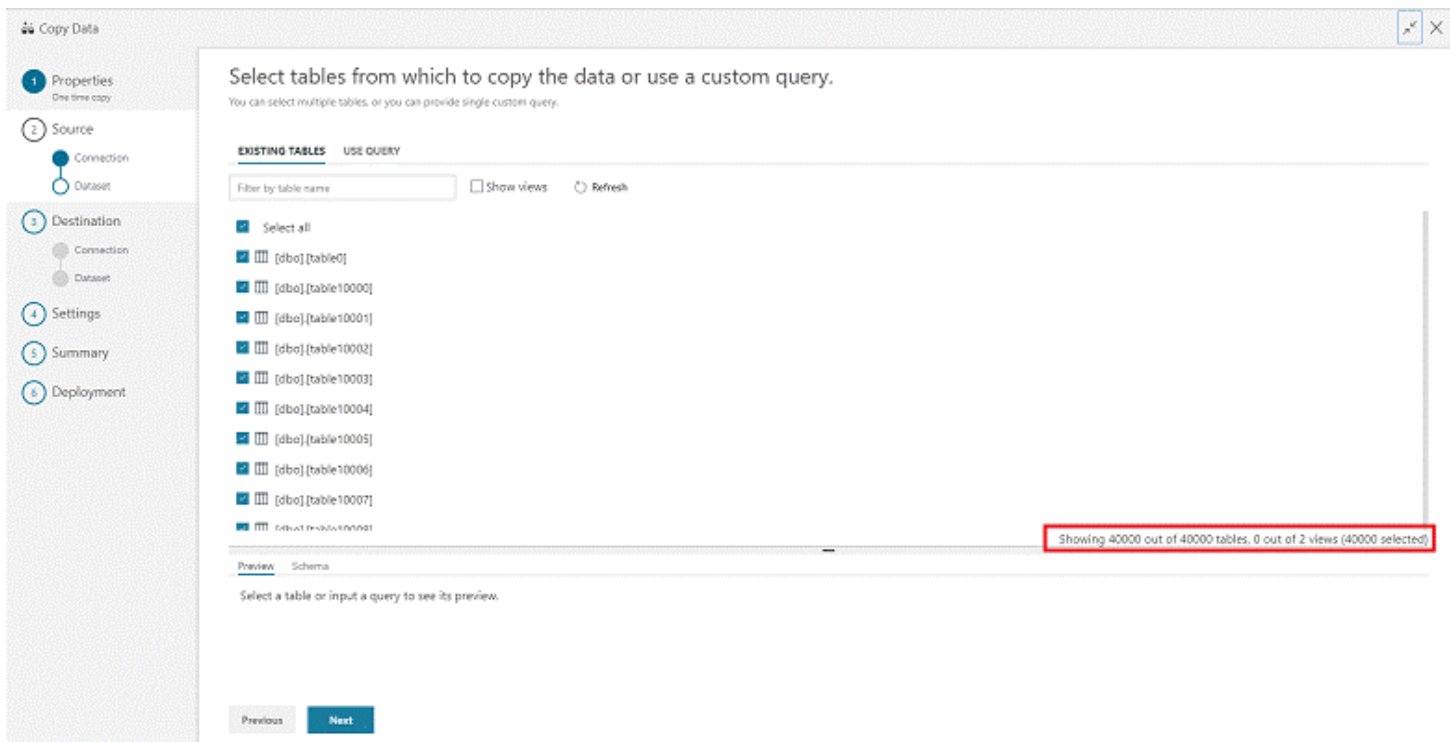 Copy Data
1 Properties
One time copy
2 Source
Connection
Dataset
3 Destination
Connection
Dataset
4 Settings
5 Summary
6 Deployment
Select tables from which to copy the data or use a custom query.
You can select multiple tables, or you can provide single custom query.
EXISTING TABLES USE QUERY
Filter by table name Show views Refresh
Select all
[dbo].[table0]
[dbo].[table10000]
[dbo].[table10001]
[dbo].[table10002]
[dbo].[table10003]
[dbo].[table10004]
[dbo].[table10005]
[dbo].[table10006]
[dbo].[table10007]
[dbo].[table10008]
Showing 40000 out of 40000 tables, 0 out of 2 views (40000 selected)
Preview Schema
Select a table or input a query to see its preview.
Previous Next